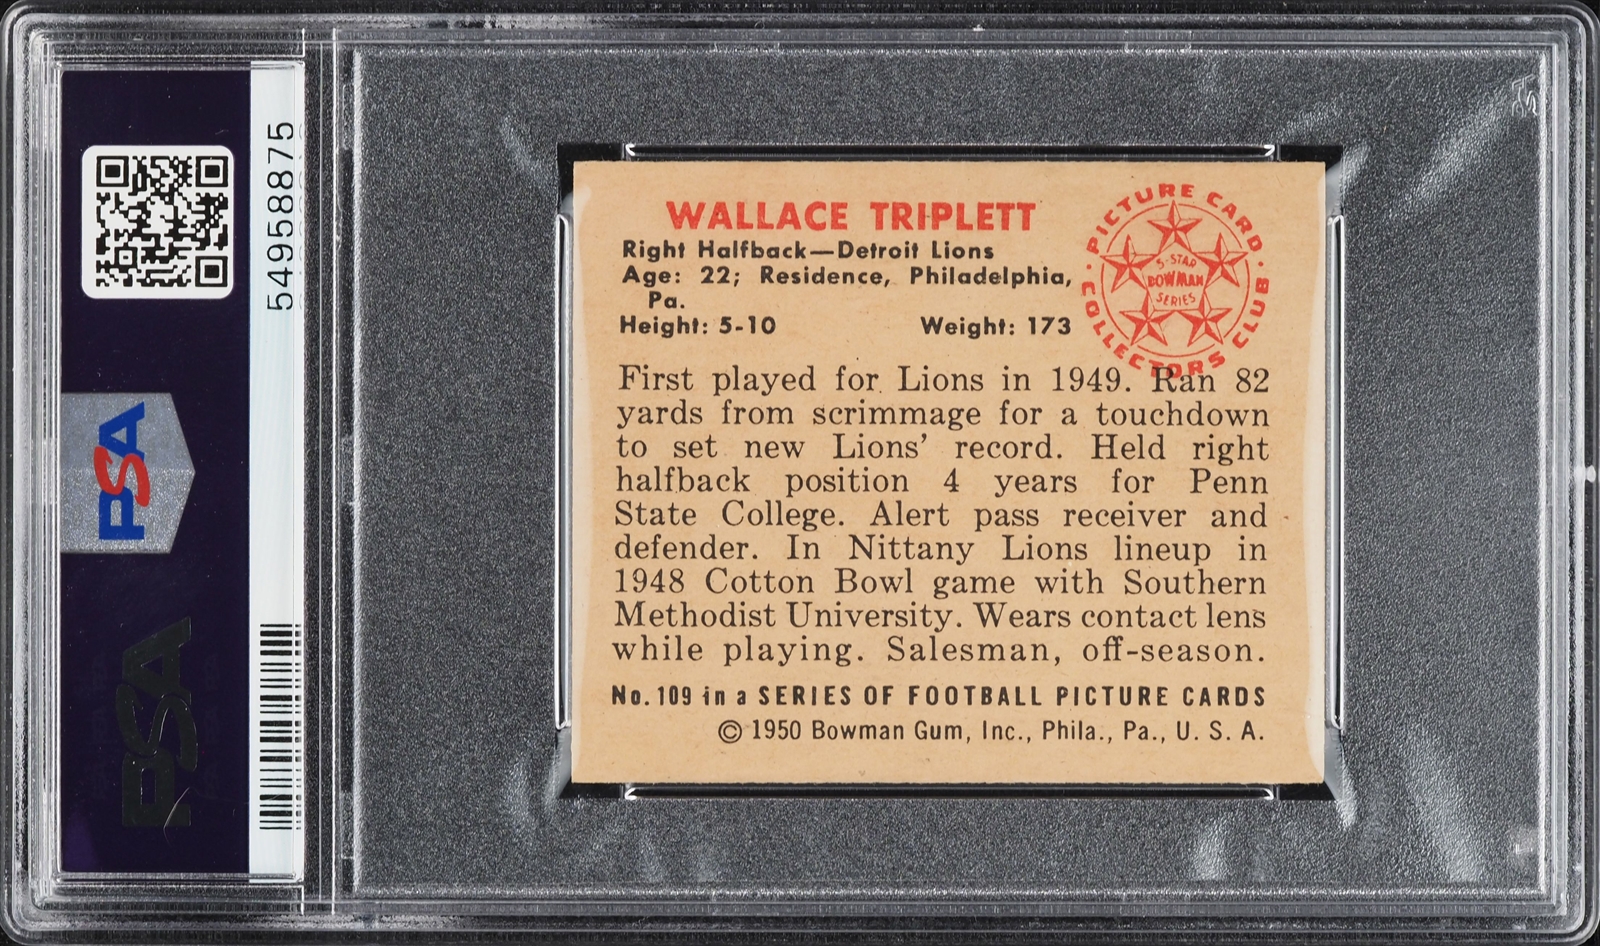 54958875
PSA
PSA
WALLACE TRIPLETT
Right Halfback—Detroit Lions
Age: 22; Residence, Philadelphia,
Pa.
Height: 5-10 Weight: 173
PICTURE CARD
COLLECTORS CLUB
5-STAR
BOWMAN
SERIES
First played for Lions in 1949. Ran 82
yards from scrimmage for a touchdown
to set new Lions’ record. Held right
halfback position 4 years for Penn
State College. Alert pass receiver and
defender. In Nittany Lions lineup in
1948 Cotton Bowl game with Southern
Methodist University. Wears contact lens
while playing. Salesman, off-season.
No. 109 in a SERIES OF FOOTBALL PICTURE CARDS
© 1950 Bowman Gum, Inc., Phila., Pa., U. S. A.